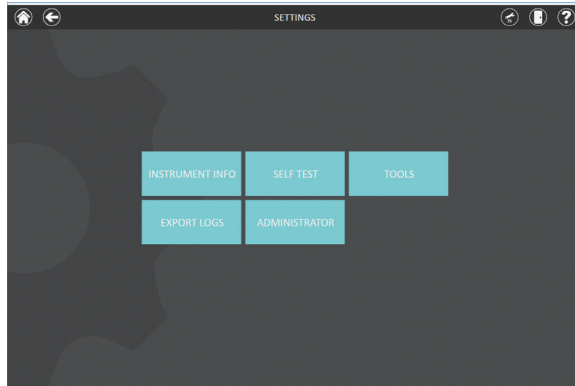 SETTINGS
?
INSTRUMENT INFO
SELF TEST
TOOLS
EXPORT LOGS
ADMINISTRATOR